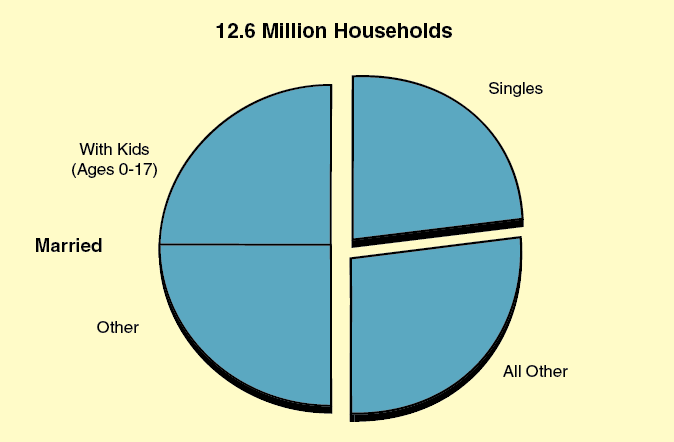 12.6 Million Households
Singles
With Kids
(Ages 0-17)
Married
Other
All Other